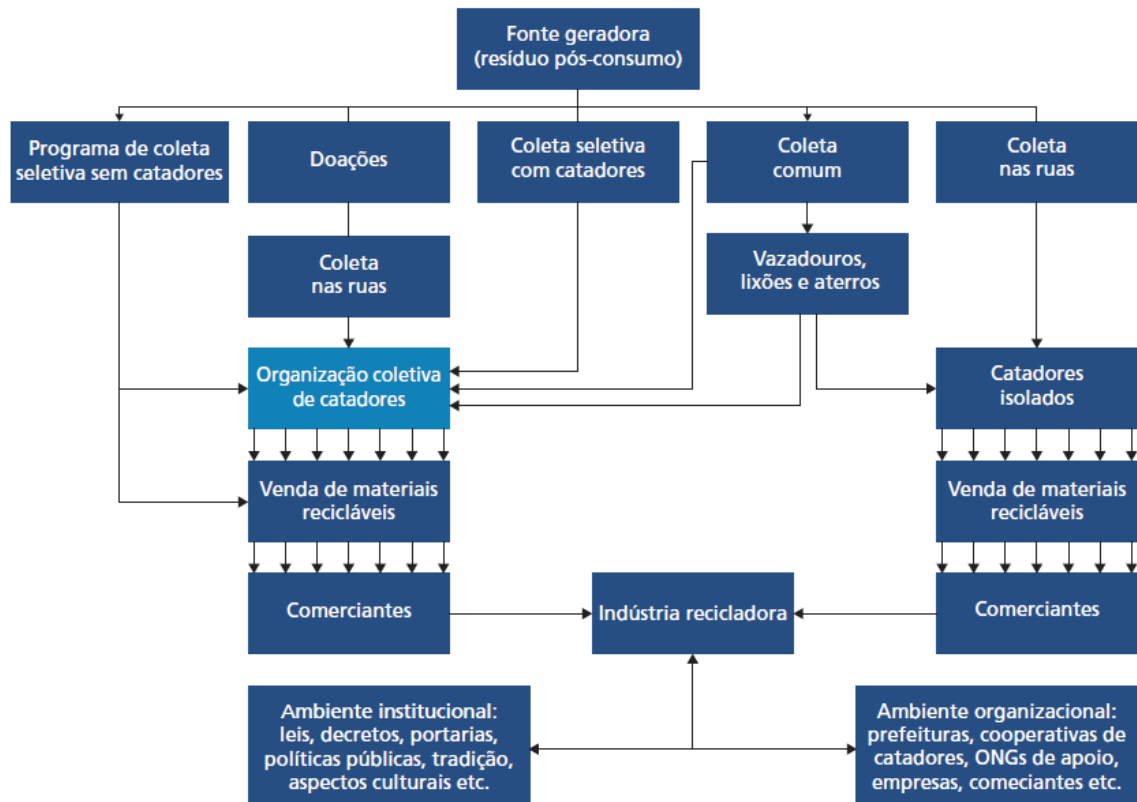 Fonte geradora
(resíduo pós-consumo)
Programa de coleta
seletiva sem catadores
Doações
Coleta seletiva
com catadores
Coleta
comum
Coleta
nas ruas
Coleta
nas ruas
Vazadouros,
lixões e aterros
Organização coletiva
de catadores
Catadores
isolados
Venda de materiais
recicláveis
Venda de materiais
recicláveis
Comerciantes
Indústria recicladora
Comerciantes
Ambiente institucional:
leis, decretos, portarias,
políticas públicas, tradição,
aspectos culturais etc.
Ambiente organizacional:
prefeituras, cooperativas de
catadores, ONGs de apoio,
empresas, comeciantes etc.